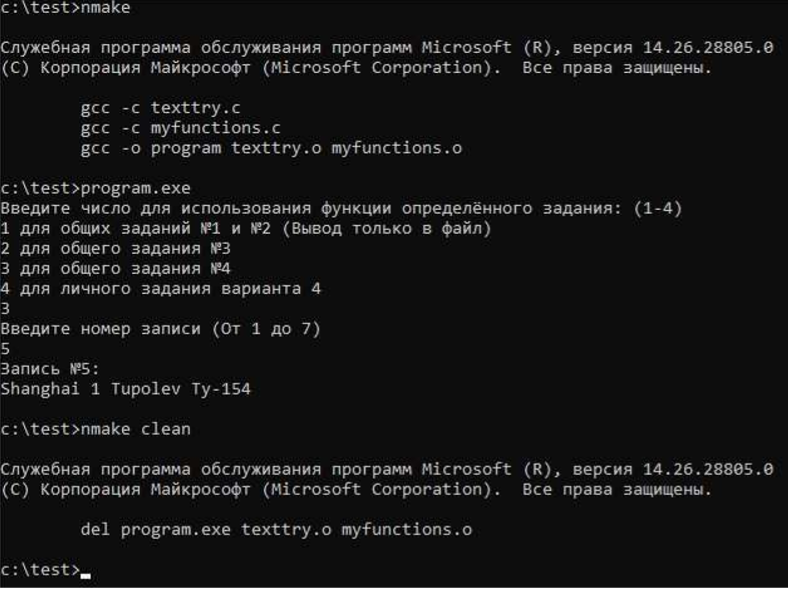 c:\test>nmake
Служебная программа обслуживания программ Microsoft (R), версия 14.26.28805.0
(C) Корпорация Майкрософт (Microsoft Corporation).  Все права защищены.
gcc -c texttry.c
gcc -c myfunctions.c
gcc -o program texttry.o myfunctions.o
c:\test>program.exe
Введите число для использования функции определённого задания: (1-4)
1 для общих заданий №1 и №2 (Вывод только в файл)
2 для общего задания №3
3 для общего задания №4
4 для личного задания варианта 4
3
Введите номер записи (От 1 до 7)
5
Запись №5:
Shanghai 1 Tupolev Ty-154
c:\test>nmake clean
Служебная программа обслуживания программ Microsoft (R), версия 14.26.28805.0
(C) Корпорация Майкрософт (Microsoft Corporation).  Все права защищены.
del program.exe texttry.o myfunctions.o
c:\test>